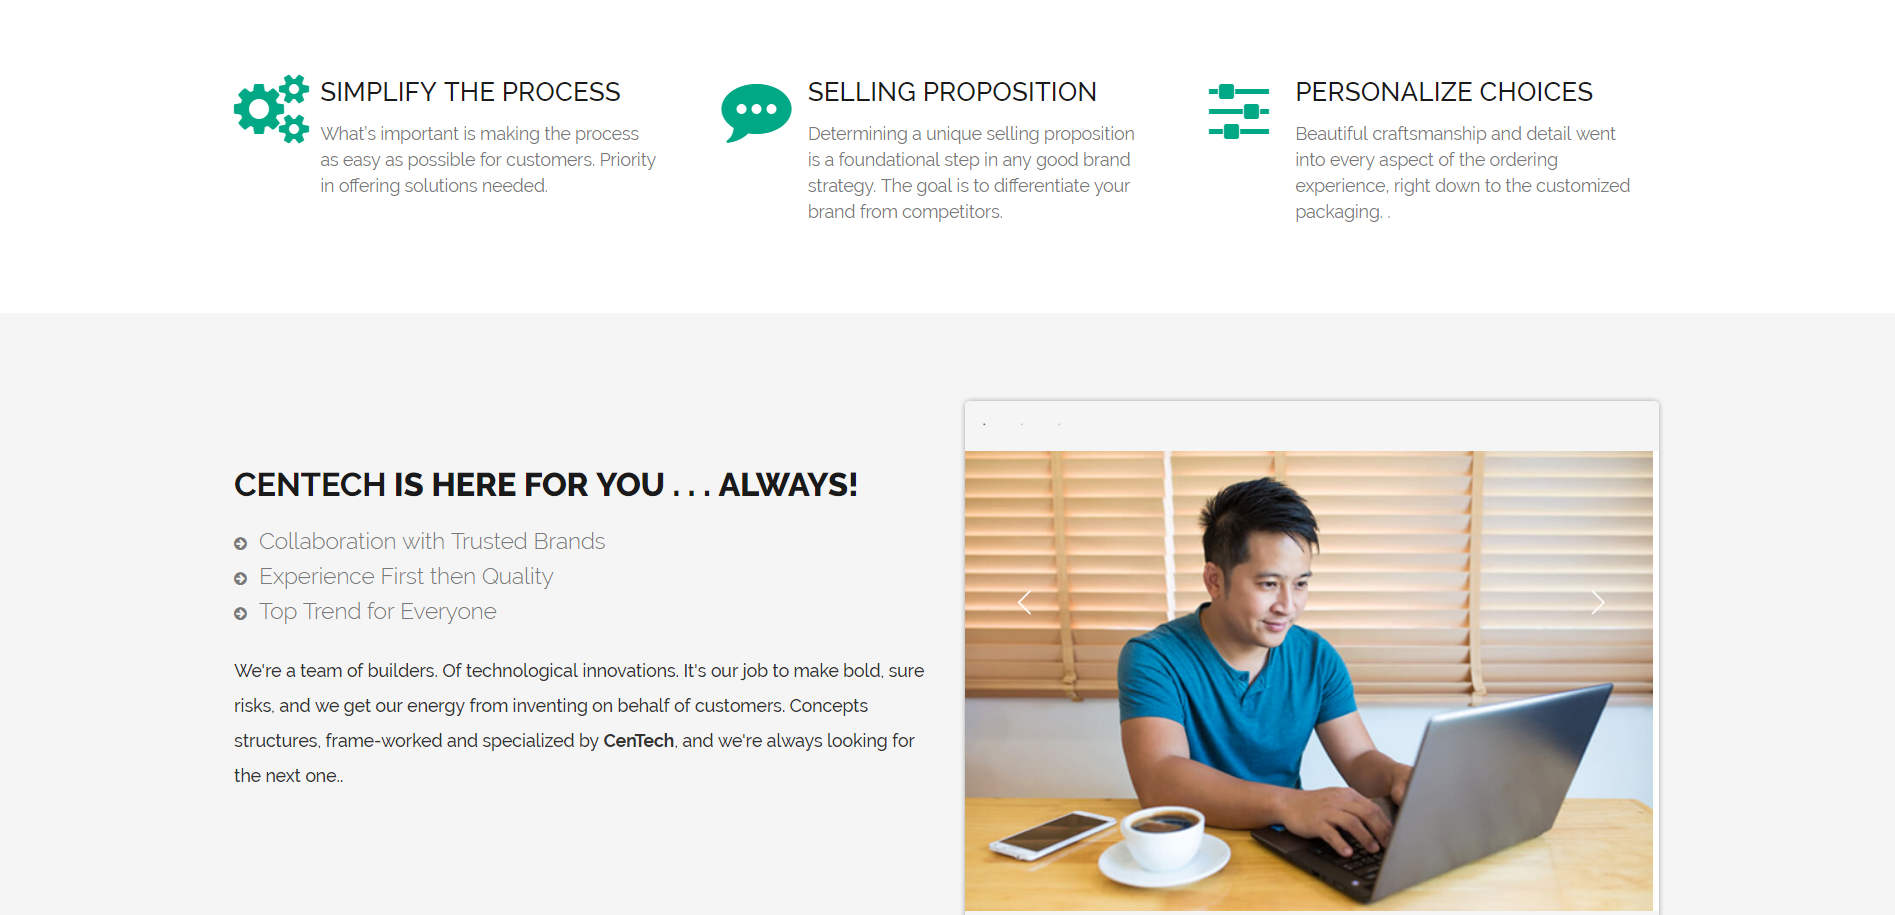 SIMPLIFY THE PROCESS
What's important is making the process
as easy as possible for customers. Priority
in offering solutions needed.
SELLING PROPOSITION
Determining a unique selling proposition
is a foundational step in any good brand
strategy. The goal is to differentiate your
brand from competitors.
PERSONALIZE CHOICES
Beautiful craftsmanship and detail went
into every aspect of the ordering
experience, right down to the customized
packaging. .
CENTECH IS HERE FOR YOU . . . ALWAYS!
Collaboration with Trusted Brands
Experience First then Quality
Top Trend for Everyone
We're a team of builders. Of technological innovations. It's our job to make bold, sure
risks, and we get our energy from inventing on behalf of customers. Concepts
structures, frame-worked and specialized by CenTech, and we're always looking for
the next one..